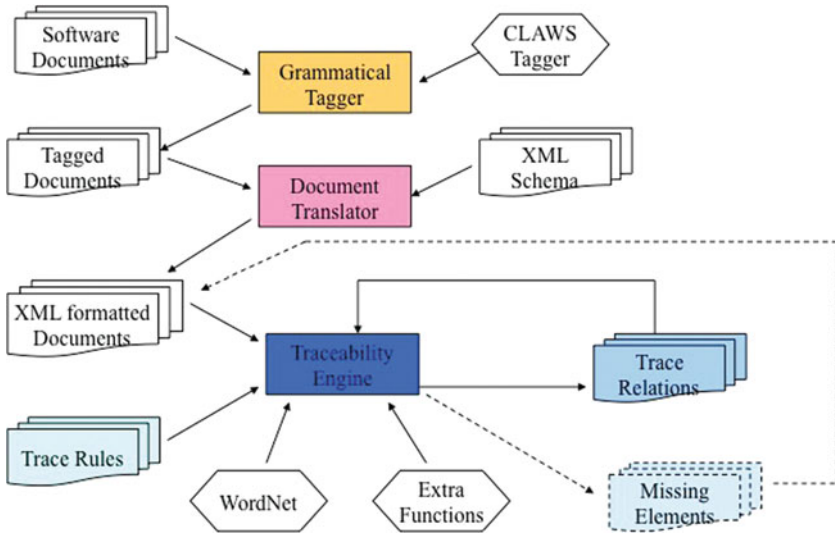 Software
Documents
CLAWS
Tagger
Grammatical
Tagger
Tagged
Documents
XML
Schema
Document
Translator
XML formatted
Documents
Traceability
Engine
Trace
Relations
Trace Rules
WordNet
Extra
Functions
Missing
Elements